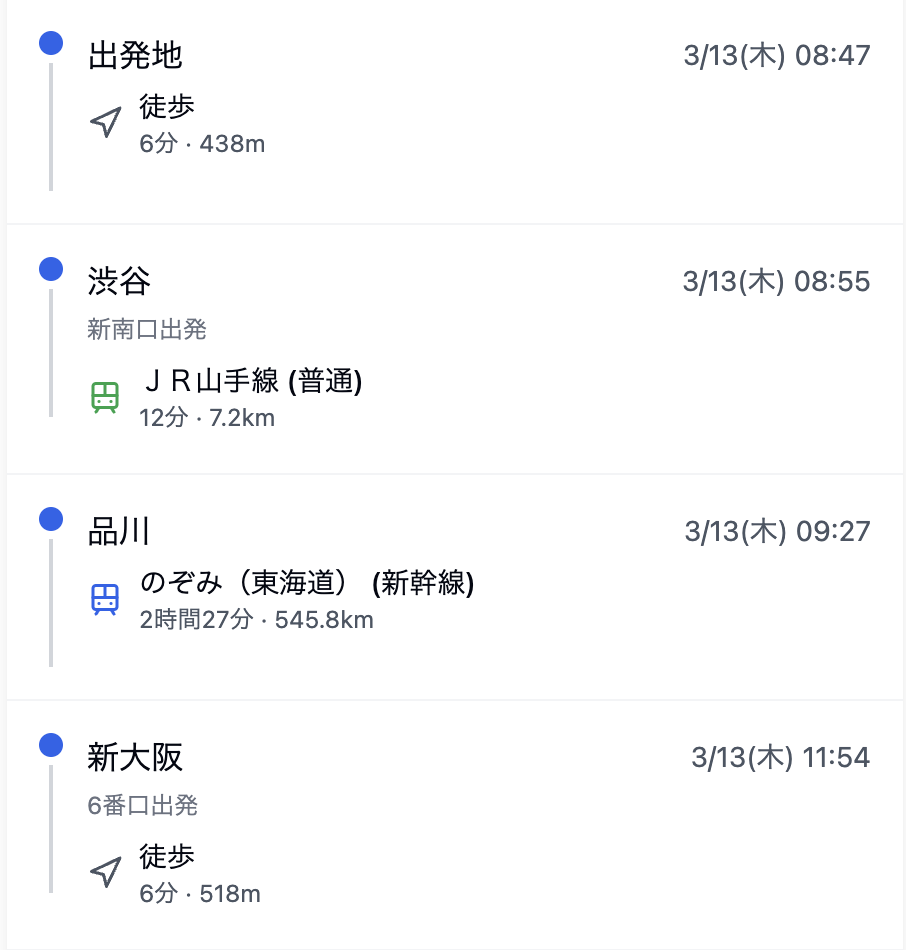 出発地 3/13(木) 08:47
徒歩
6分 · 438m
渋谷 3/13(木) 08:55
新南口出発
ＪＲ山手線 (普通)
12分 · 7.2km
品川 3/13(木) 09:27
のぞみ（東海道） (新幹線)
2時間27分 · 545.8km
新大阪 3/13(木) 11:54
6番口出発
徒歩
6分 · 518m